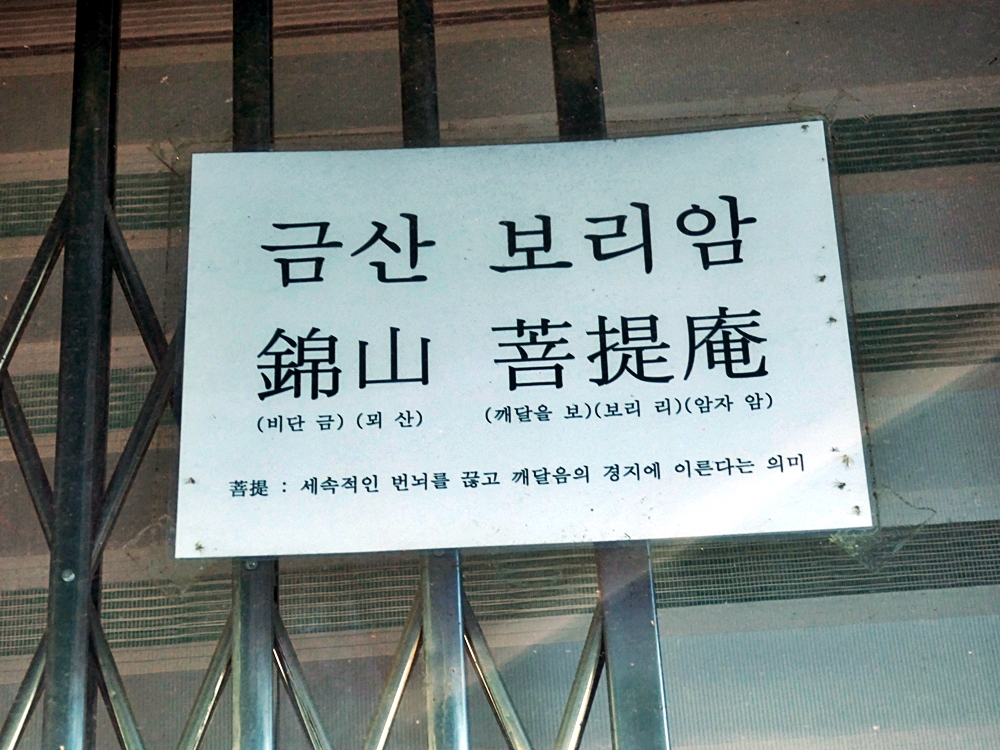 금산 보리암
錦山 菩提庵
(비단 금) (뫼 산) (깨달을 보)(보리 리)(암자 암)
菩提 : 세속적인 번뇌를 끊고 깨달음의 경지에 이른다는 의미